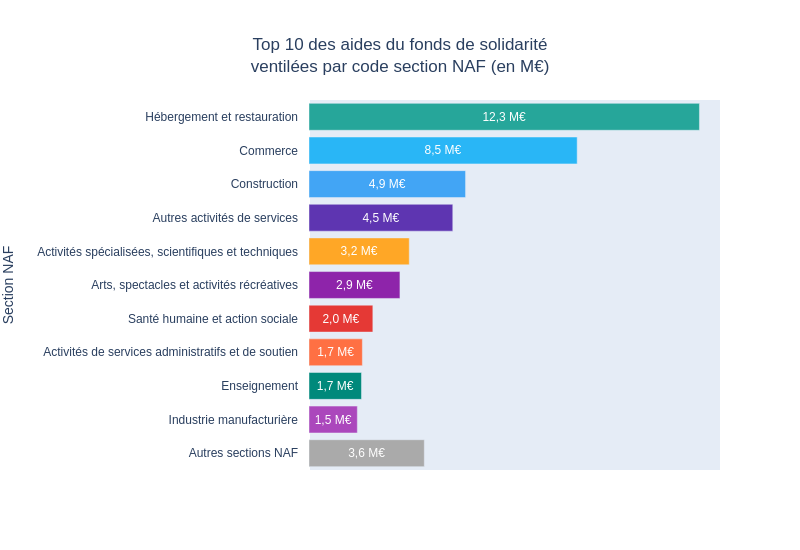 Top 10 des aides du fonds de solidarité
ventilées par code section NAF (en M€)
Section NAF
Hébergement et restauration 12,3 M€
Commerce 8,5 M€
Construction 4,9 M€
Autres activités de services 4,5 M€
Activités spécialisées, scientifiques et techniques 3,2 M€
Arts, spectacles et activités récréatives 2,9 M€
Santé humaine et action sociale 2,0 M€
Activités de services administratifs et de soutien 1,7 M€
Enseignement 1,7 M€
Industrie manufacturière 1,5 M€
Autres sections NAF 3,6 M€